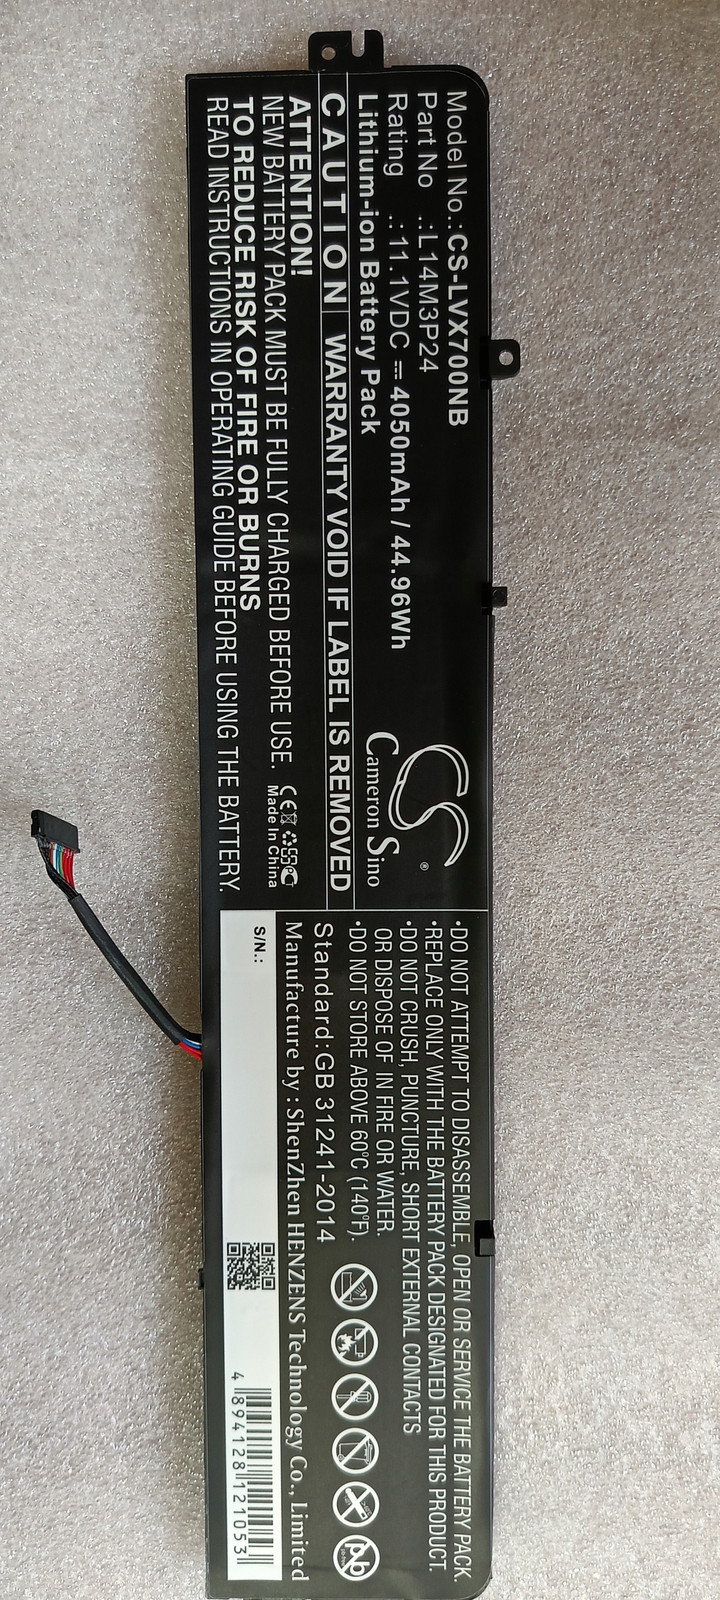 Model No.:CS-LVX700NB
Part No .:L14M3P24
Rating .:11.1VDC ⎓ 4050mAh / 44.96Wh
Lithium-ion Battery Pack
CS
®
Cameron Sino
CAUTION WARRANTY VOID IF LABEL IS REMOVED
ATTENTION!
NEW BATTERY PACK MUST BE FULLY CHARGED BEFORE USE.
TO REDUCE RISK OF FIRE OR BURNS
READ INSTRUCTIONS IN OPERATING GUIDE BEFORE USING THE BATTERY.
CE
Made In China
•DO NOT ATTEMPT TO DISASSEMBLE, OPEN OR SERVICE THE BATTERY PACK.
•REPLACE ONLY WITH THE BATTERY PACK DESIGNATED FOR THIS PRODUCT.
•DO NOT CRUSH, PUNCTURE, SHORT EXTERNAL CONTACTS
OR DISPOSE OF IN FIRE OR WATER.
•DO NOT STORE ABOVE 60°C (140°F).
Standard:GB 31241-2014
Pb
Manufacture by : ShenZhen HENZENS Technology Co., Limited
S/N.:
4 894128 121053